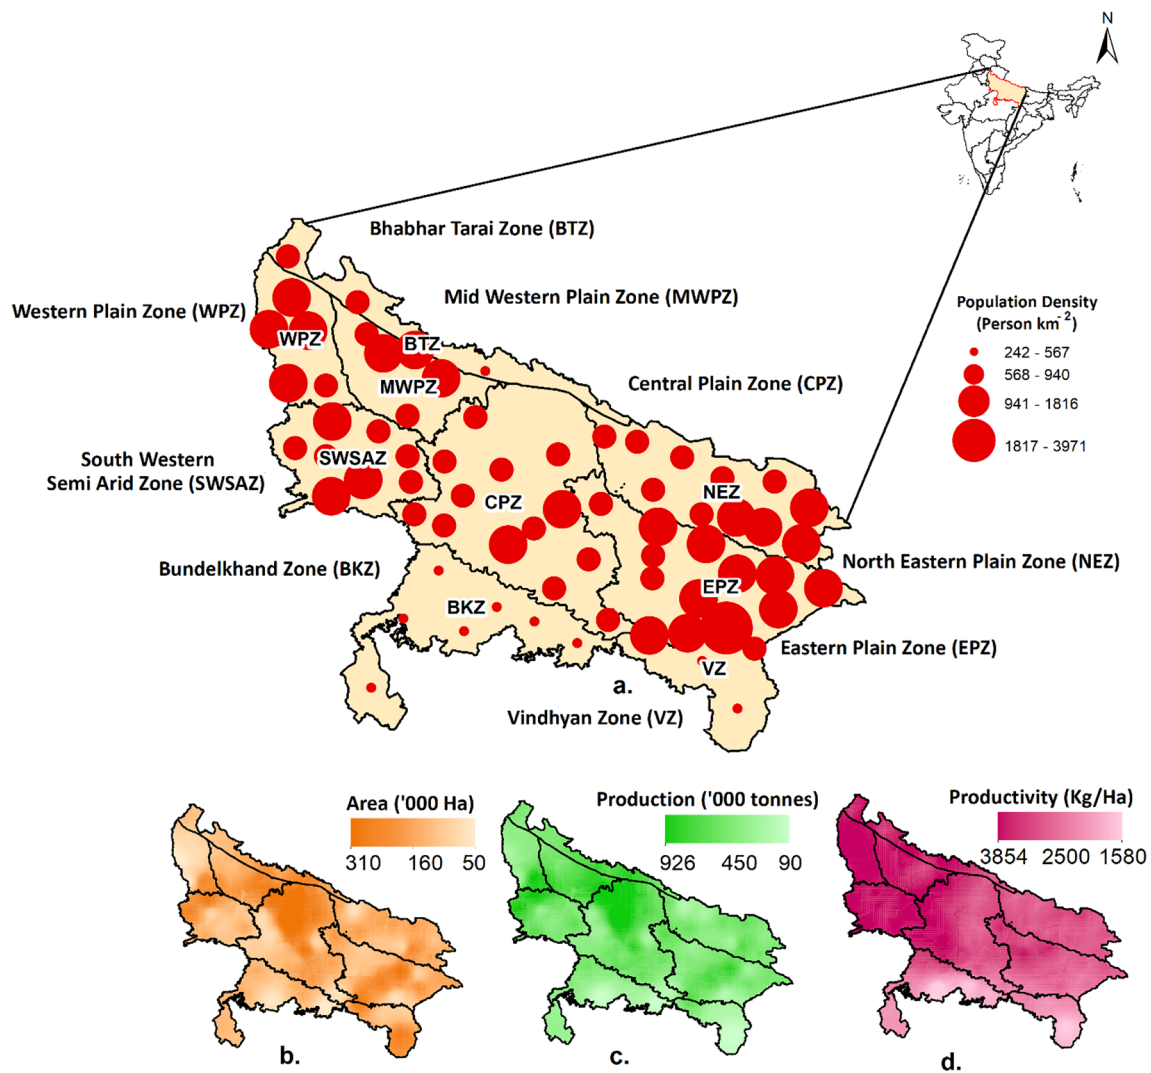 N
Bhabhar Tarai Zone (BTZ)
Mid Western Plain Zone (MWPZ)
Western Plain Zone (WPZ)
Population Density
(Person km-2)
242 - 567
568 - 940
941 - 1816
1817 - 3971
WPZ
BTZ
MWPZ
Central Plain Zone (CPZ)
South Western
Semi Arid Zone (SWSAZ)
SWSAZ
CPZ
NEZ
Bundelkhand Zone (BKZ)
North Eastern Plain Zone (NEZ)
BKZ
EPZ
Eastern Plain Zone (EPZ)
VZ
a.
Vindhyan Zone (VZ)
Area ('000 Ha)
310 160 50
Production ('000 tonnes)
926 450 90
Productivity (Kg/Ha)
3854 2500 1580
b.
c.
d.